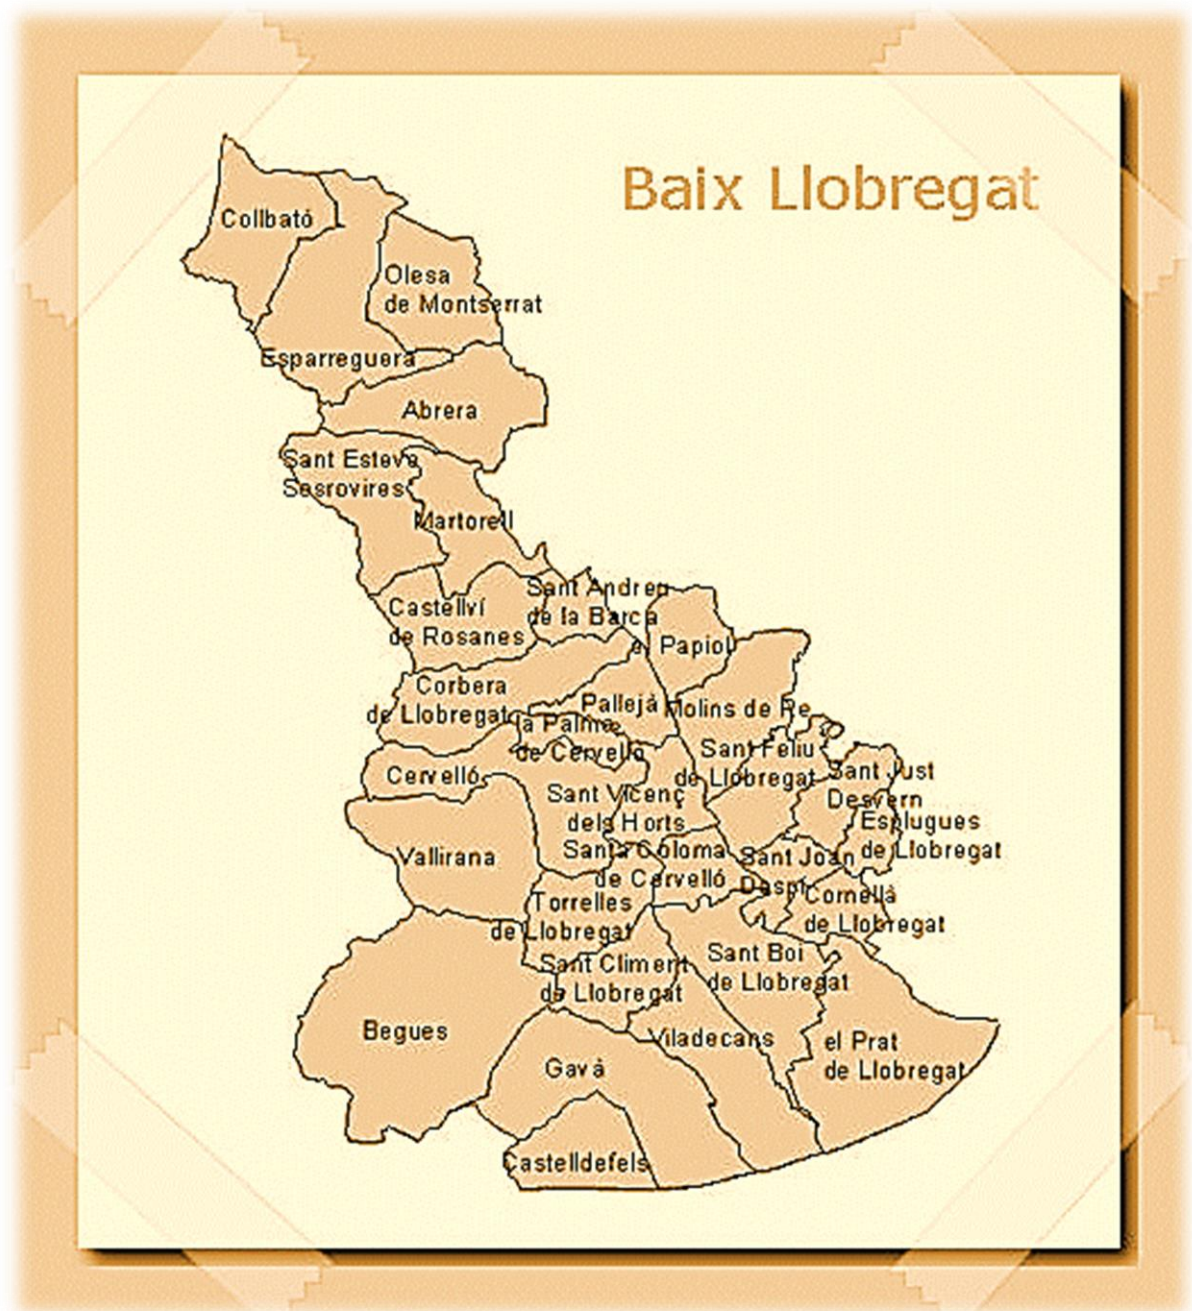 Baix Llobregat
Collbató
Olesa
de Montserrat
Esparreguera
Abrera
Sant Esteve
Sesrovires
Martorell
Sant Andreu
de la Barca
Castellví
de Rosanes
el Papiol
Corbera
de Llobregat
Pallejà
Molins de Re
la Palma
de Cervelló
Sant Feliu
de Llobregat
Cervelló
Sant Just
Desvern
Sant Vicenç
dels Horts
Esplugues
de Llobregat
Vallirana
Santa Coloma
de Cervelló
Sant Joan
Despí
Torrelles
de Llobregat
Cornellà
de Llobregat
Sant Climent
de Llobregat
Sant Boi
de Llobregat
Begues
Viladecans
el Prat
de Llobregat
Gavà
Castelldefels